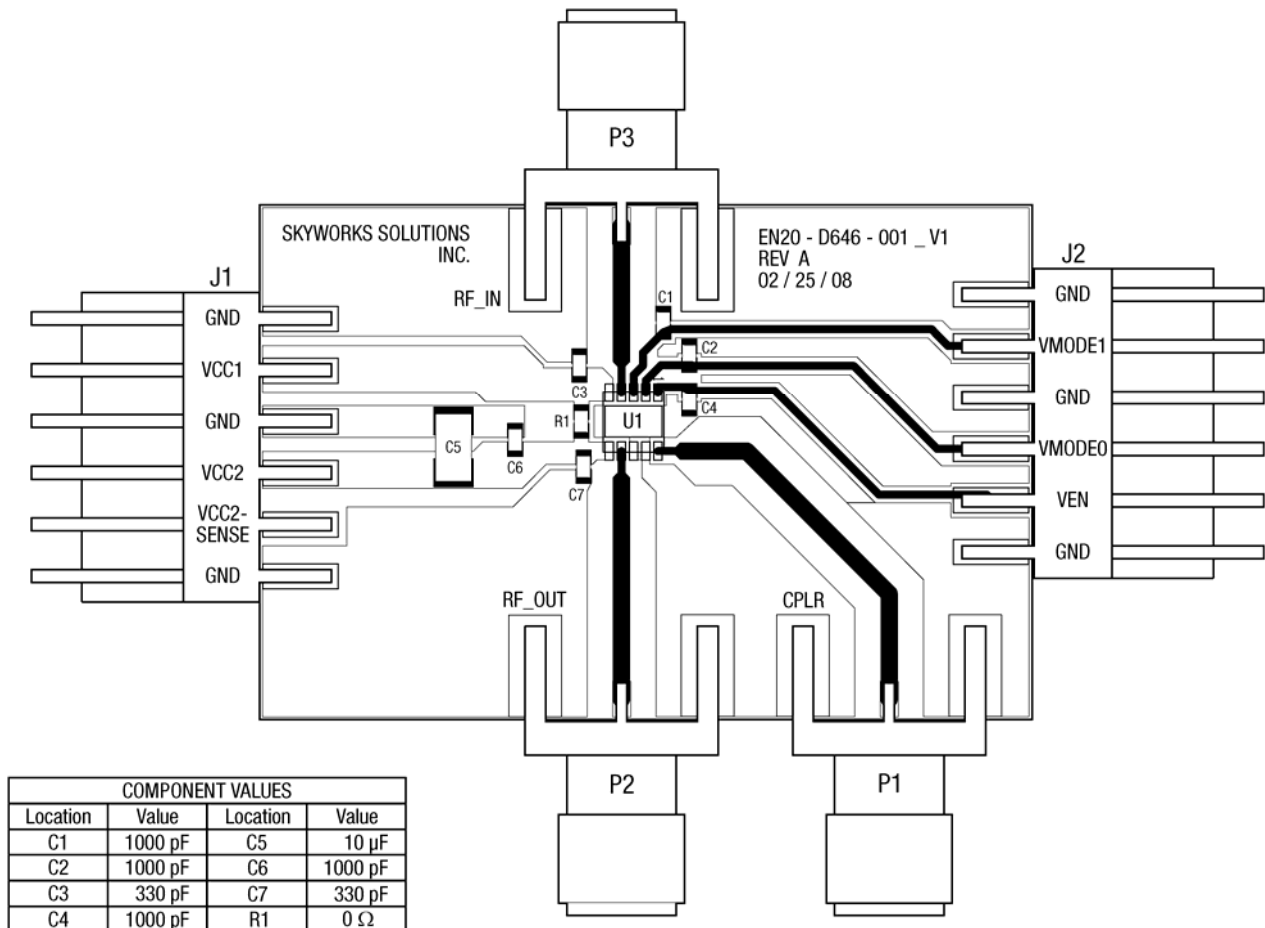 P3
SKYWORKS SOLUTIONS
INC.
EN20 - D646 - 001 _ V1
REV A
02 / 25 / 08
J1
J2
RF_IN
GND
VCC1
GND
VCC2
VCC2-
SENSE
GND
C1
C2
C3
C4
R1
U1
C5
C6
C7
GND
VMODE1
GND
VMODE0
VEN
GND
RF_OUT
CPLR
P2
P1
COMPONENT VALUES
Location Value Location Value
C1 1000 pF C5 10 µF
C2 1000 pF C6 1000 pF
C3 330 pF C7 330 pF
C4 1000 pF R1 0 Ω